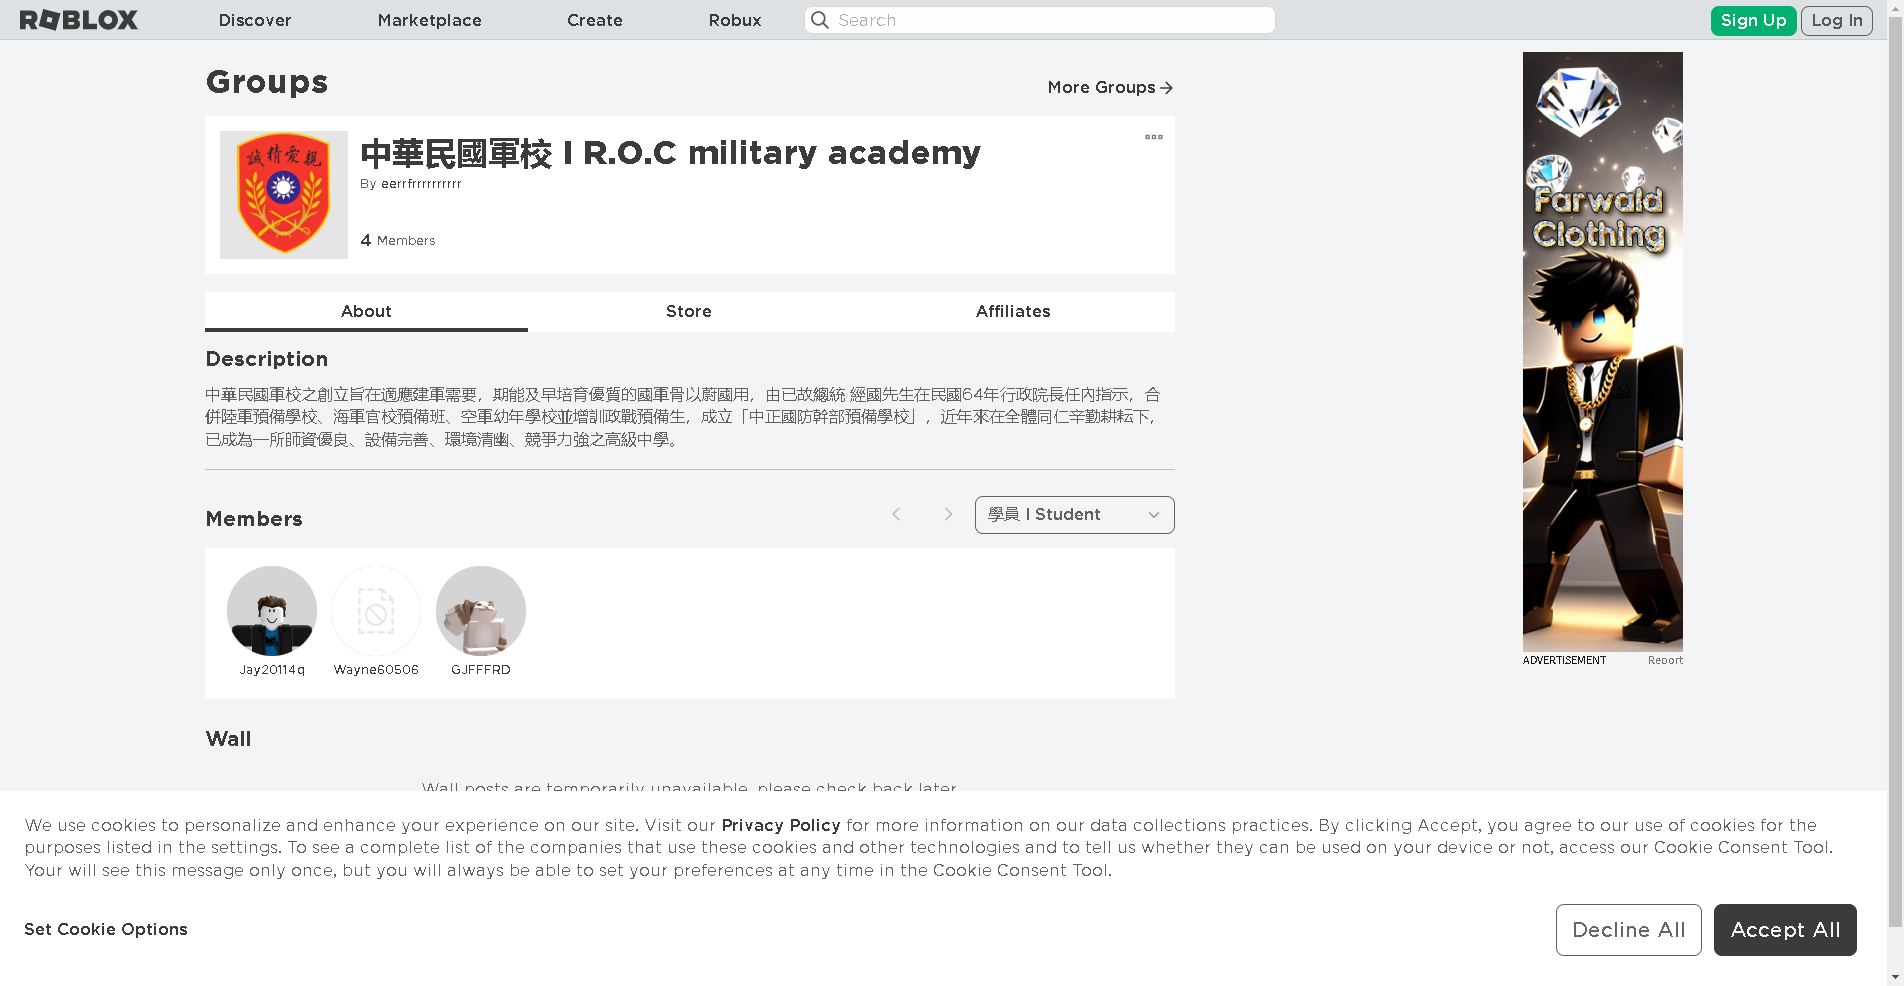 ROBLOX
Discover
Marketplace
Create
Robux
Search
Sign Up
Log In
Groups
More Groups
親愛精誠
中華民國軍校 I R.O.C military academy
By eerrfrrrrrrrrrr
4 Members
About
Store
Affiliates
Description
中華民國軍校之創立旨在適應建軍需要，期能及早培育優質的國軍骨以蔚國用，由已故總統 經國先生在民國64年行政院長任內指示，合
併陸軍預備學校、海軍官校預備班、空軍幼年學校並增訓政戰預備生，成立「中正國防幹部預備學校」，近年來在全體同仁辛勤耕耘下，
已成為一所師資優良、設備完善、環境清幽、競爭力強之高級中學。
Members
學員 I Student
Jay20114q
Wayne60506
GJFFFRD
Wall
Wall posts are temporarily unavailable, please check back later.
Farwald
Clothing
ADVERTISEMENT
Report
We use cookies to personalize and enhance your experience on our site. Visit our Privacy Policy for more information on our data collections practices. By clicking Accept, you agree to our use of cookies for the
purposes listed in the settings. To see a complete list of the companies that use these cookies and other technologies and to tell us whether they can be used on your device or not, access our Cookie Consent Tool.
Your will see this message only once, but you will always be able to set your preferences at any time in the Cookie Consent Tool.
Set Cookie Options
Decline All
Accept All